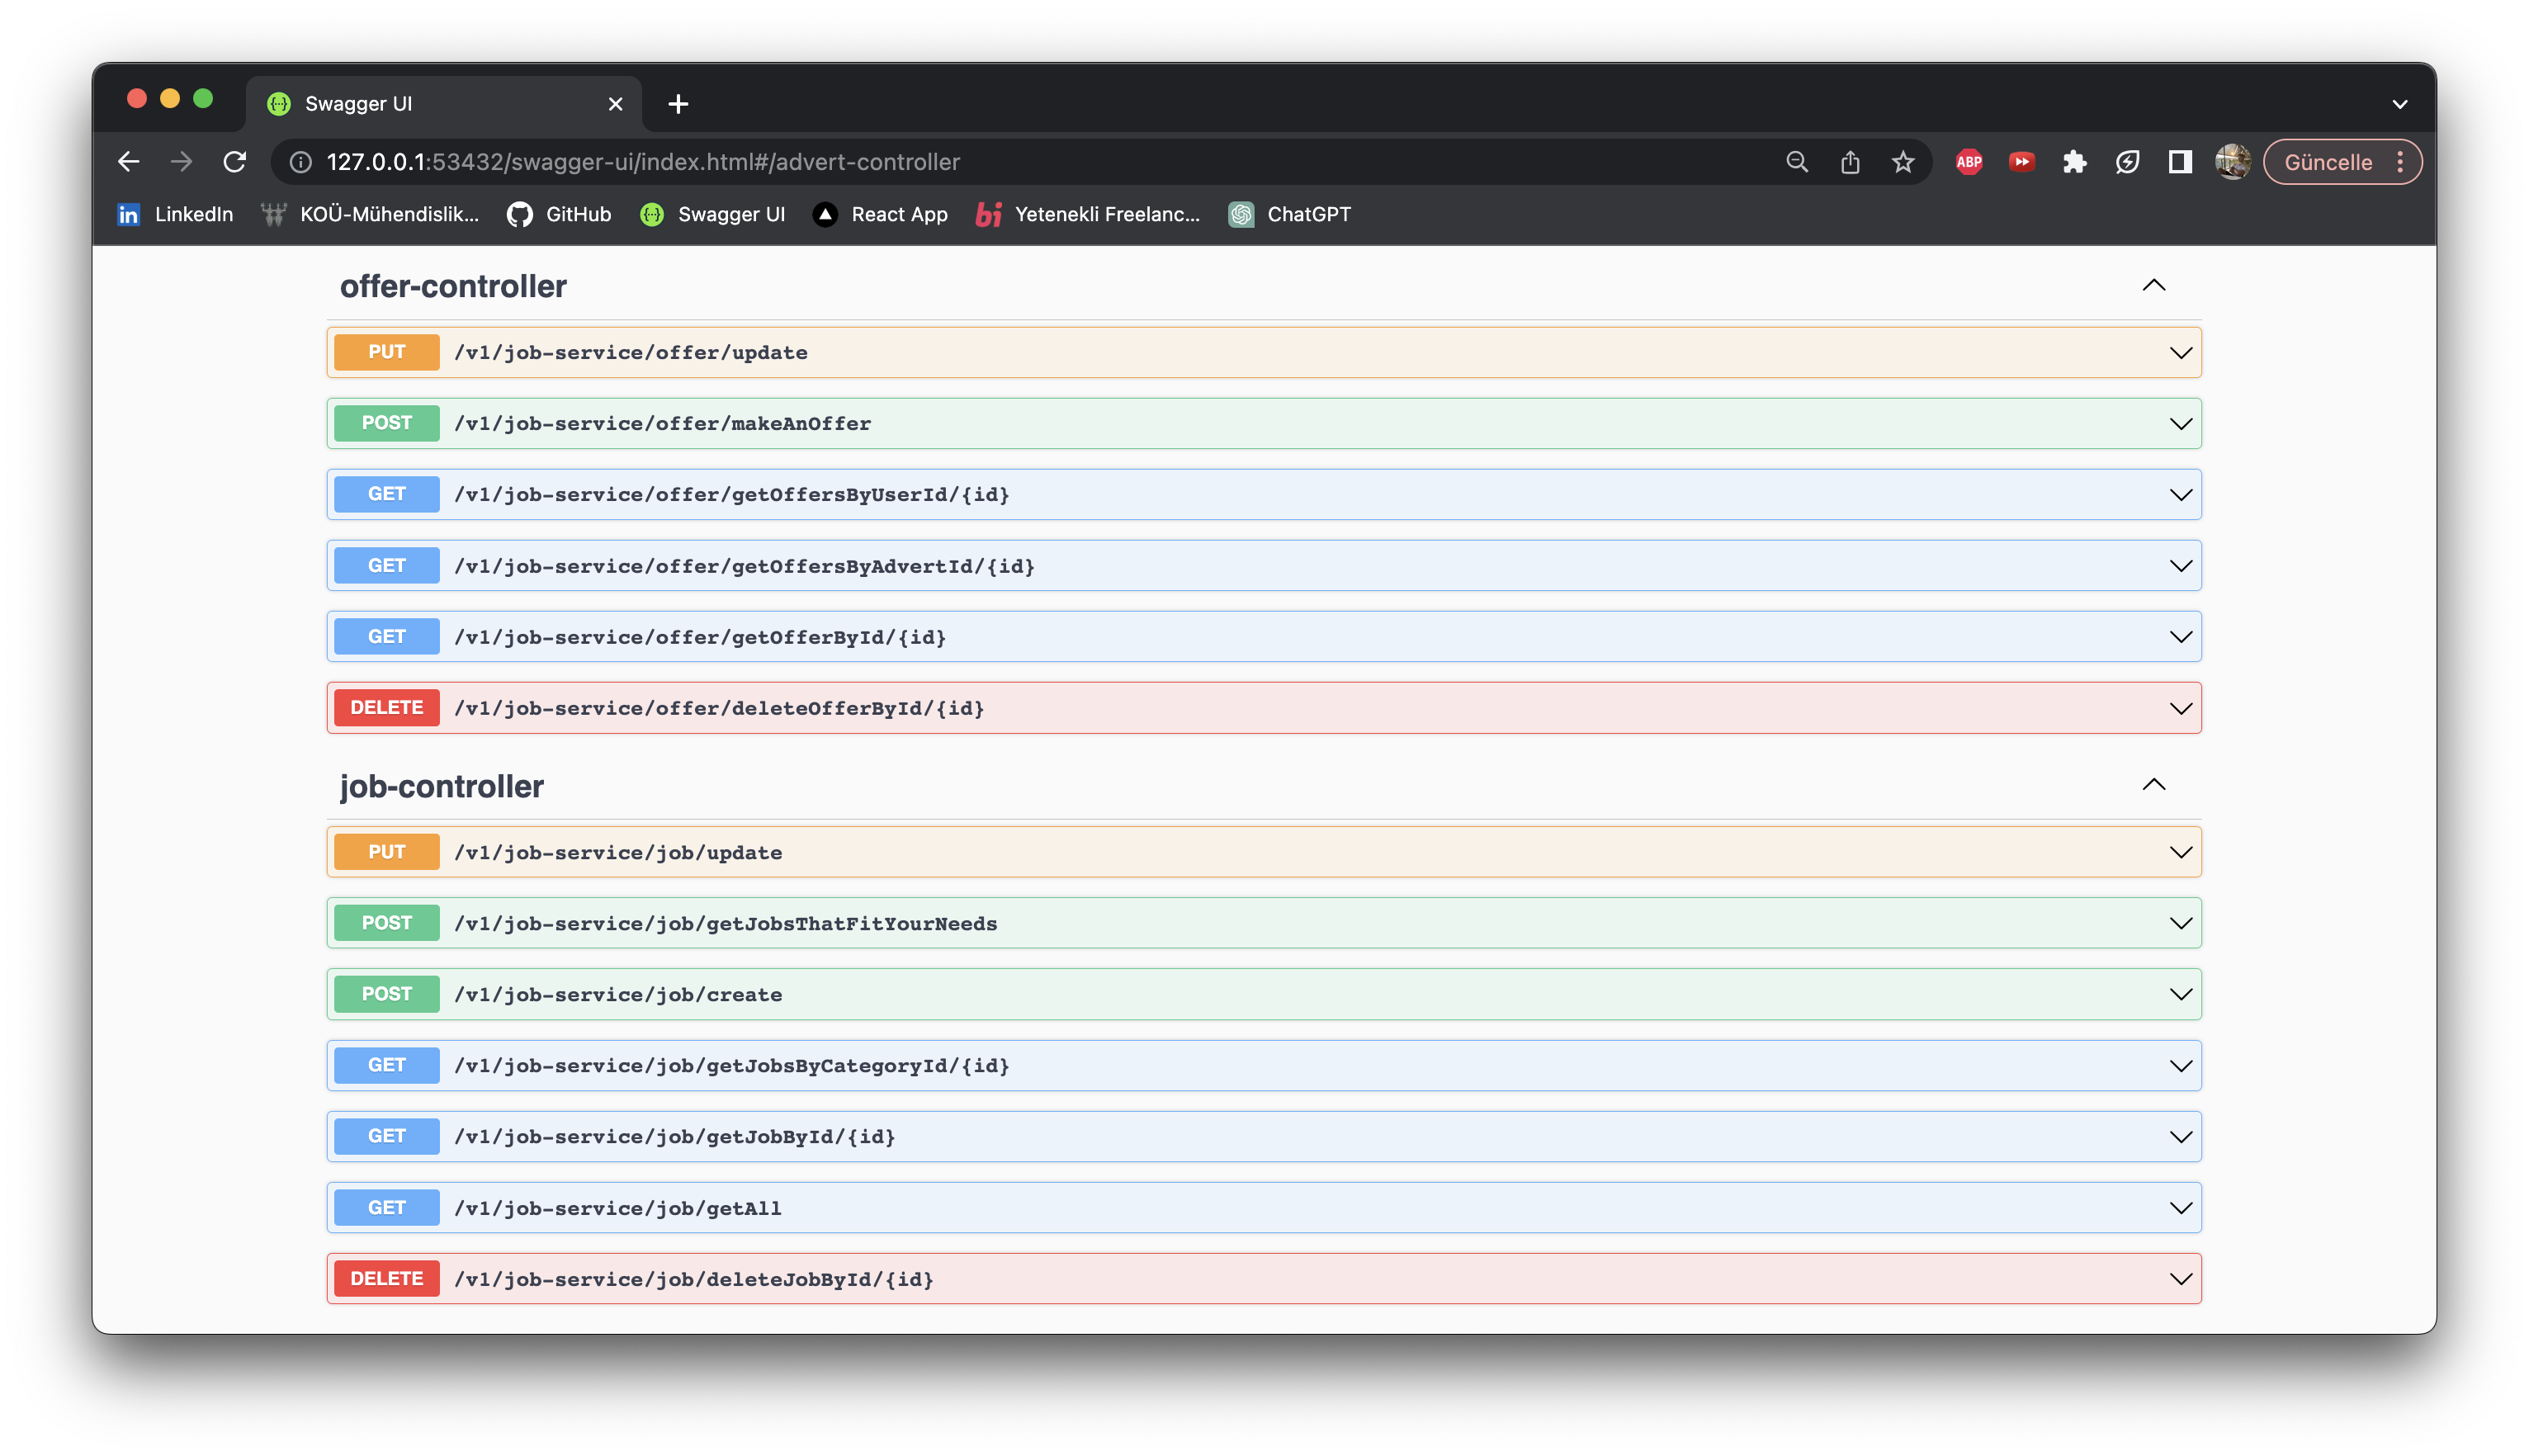 Swagger UI
127.0.0.1:53432/swagger-ui/index.html#/advert-controller
ABP
Güncelle
in LinkedIn KOÜ-Mühendislik... GitHub Swagger UI React App bi Yetenekli Freelanc... ChatGPT
offer-controller
PUT /v1/job-service/offer/update
POST /v1/job-service/offer/makeAnOffer
GET /v1/job-service/offer/getOffersByUserId/{id}
GET /v1/job-service/offer/getOffersByAdvertId/{id}
GET /v1/job-service/offer/getOfferById/{id}
DELETE /v1/job-service/offer/deleteOfferById/{id}
job-controller
PUT /v1/job-service/job/update
POST /v1/job-service/job/getJobsThatFitYourNeeds
POST /v1/job-service/job/create
GET /v1/job-service/job/getJobsByCategoryId/{id}
GET /v1/job-service/job/getJobById/{id}
GET /v1/job-service/job/getAll
DELETE /v1/job-service/job/deleteJobById/{id}